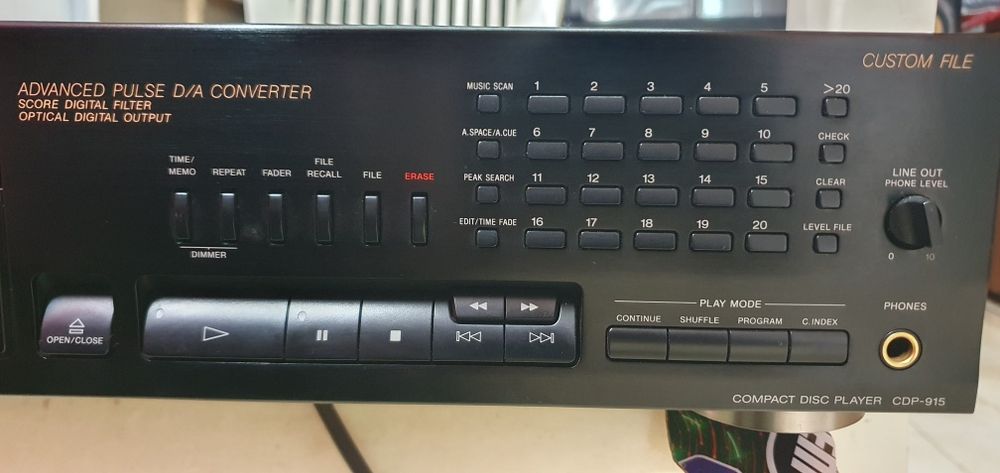 CUSTOM FILE
ADVANCED PULSE D/A CONVERTER
SCORE DIGITAL FILTER
OPTICAL DIGITAL OUTPUT
MUSIC SCAN 1 2 3 4 5 >20
A.SPACE/A.CUE 6 7 8 9 10 CHECK
TIME/
MEMO REPEAT FADER FILE
RECALL FILE ERASE
DIMMER
PEAK SEARCH 11 12 13 14 15 CLEAR
EDIT/TIME FADE 16 17 18 19 20 LEVEL FILE
LINE OUT
PHONE LEVEL
0 10
OPEN/CLOSE
PLAY MODE
CONTINUE SHUFFLE PROGRAM C.INDEX
PHONES
COMPACT DISC PLAYER CDP-915